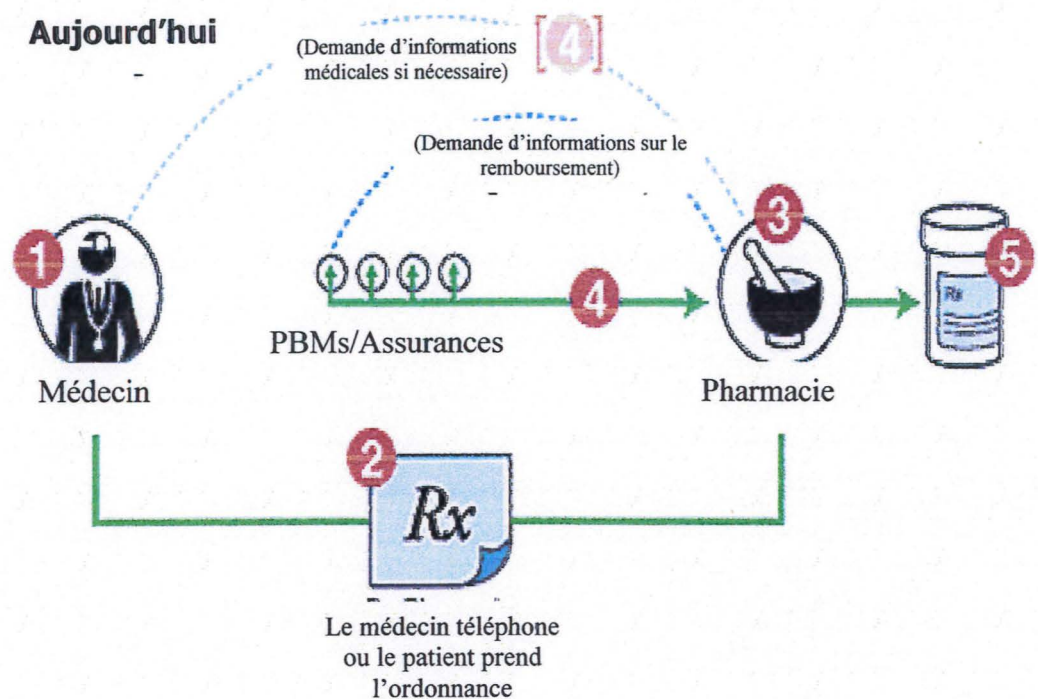 Aujourd'hui
(Demande d'informations
médicales si nécessaire)
[4]
(Demande d'informations sur le
remboursement)
1
3
5
4
Rx
PBMs/Assurances
Médecin
Pharmacie
2
Rx
Le médecin téléphone
ou le patient prend
l'ordonnance